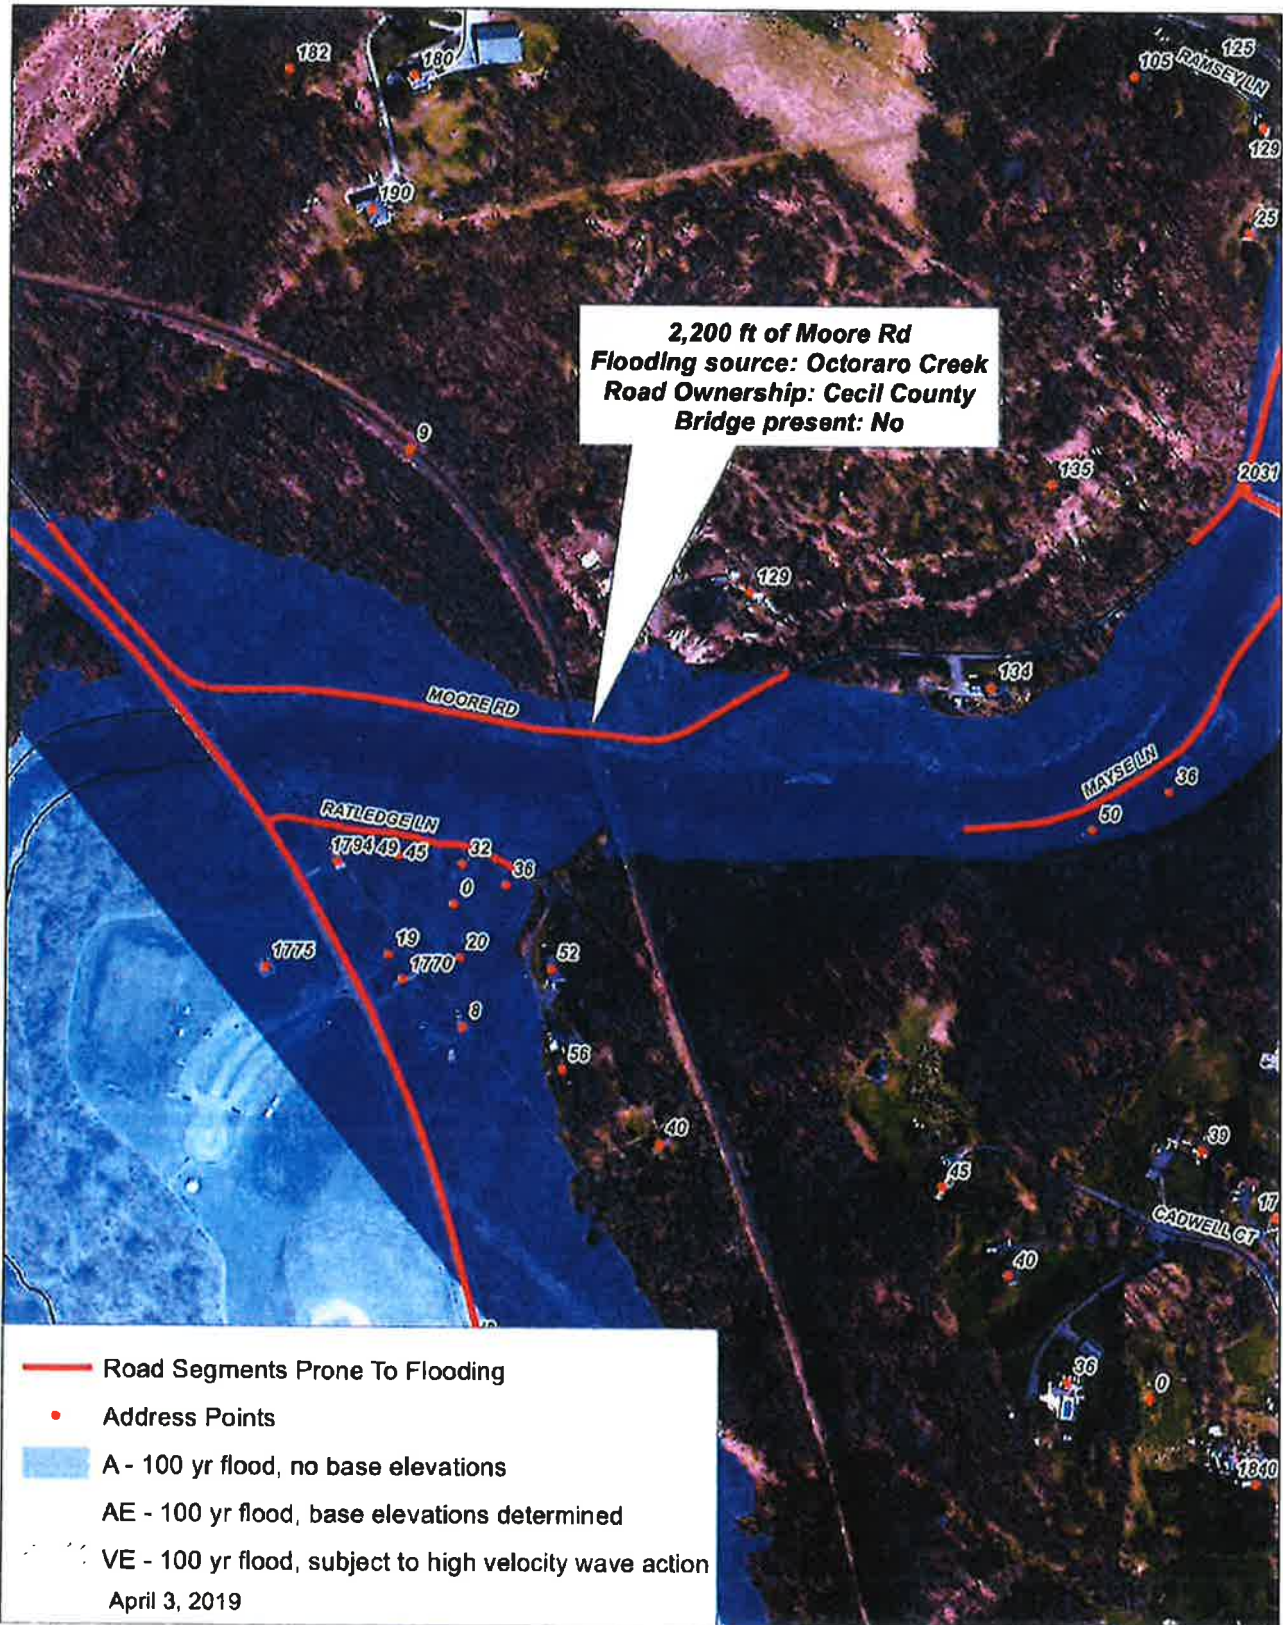 182
180
125
105
RAMSEY LN
129
190
25
2,200 ft of Moore Rd
Flooding source: Octoraro Creek
Road Ownership: Cecil County
Bridge present: No
9
135
2031
129
134
MOORE RD
MAYSE LN
36
50
RATLEDGE LN
1794 49 45
32
36
0
19
20
1775
1770
52
8
56
40
39
45
17
CADWELL CT
40
36
0
1840
Road Segments Prone To Flooding
Address Points
A - 100 yr flood, no base elevations
AE - 100 yr flood, base elevations determined
VE - 100 yr flood, subject to high velocity wave action
April 3, 2019